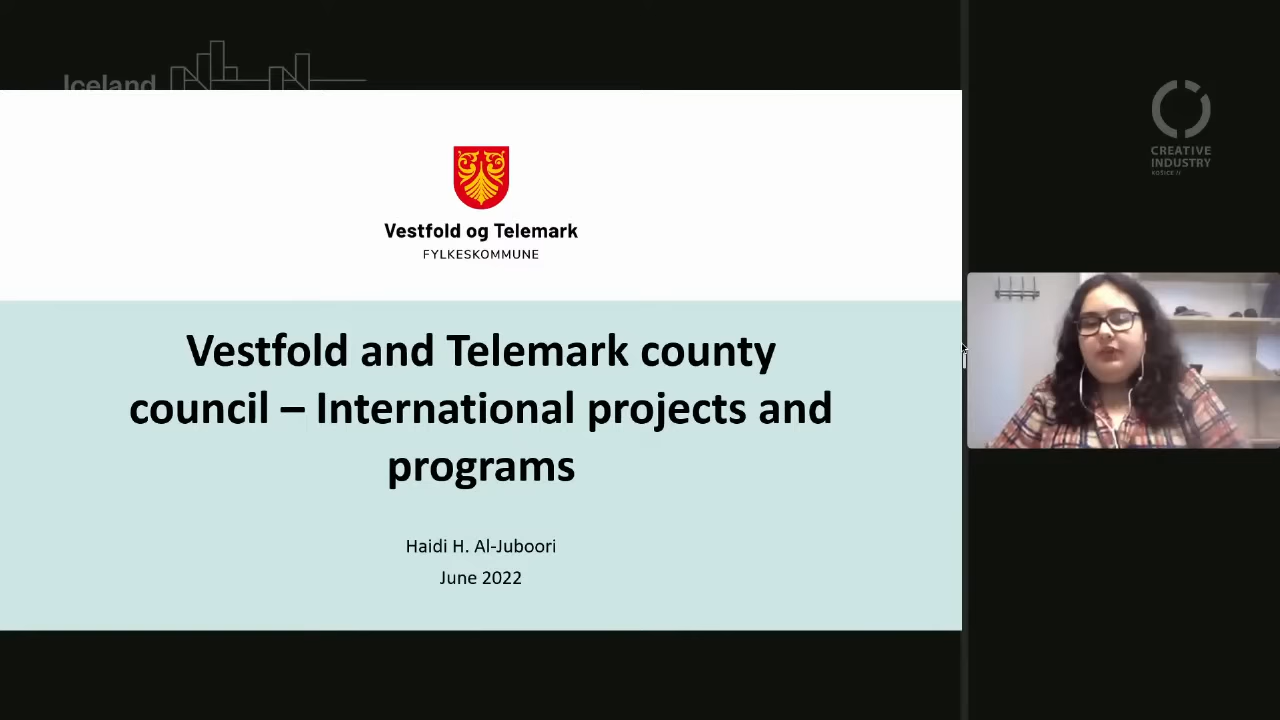 Iceland
CREATIVE
INDUSTRY
KOŠICE
Vestfold og Telemark
FYLKESKOMMUNE
Vestfold and Telemark county
council – International projects and
programs
Haidi H. Al-Juboori
June 2022